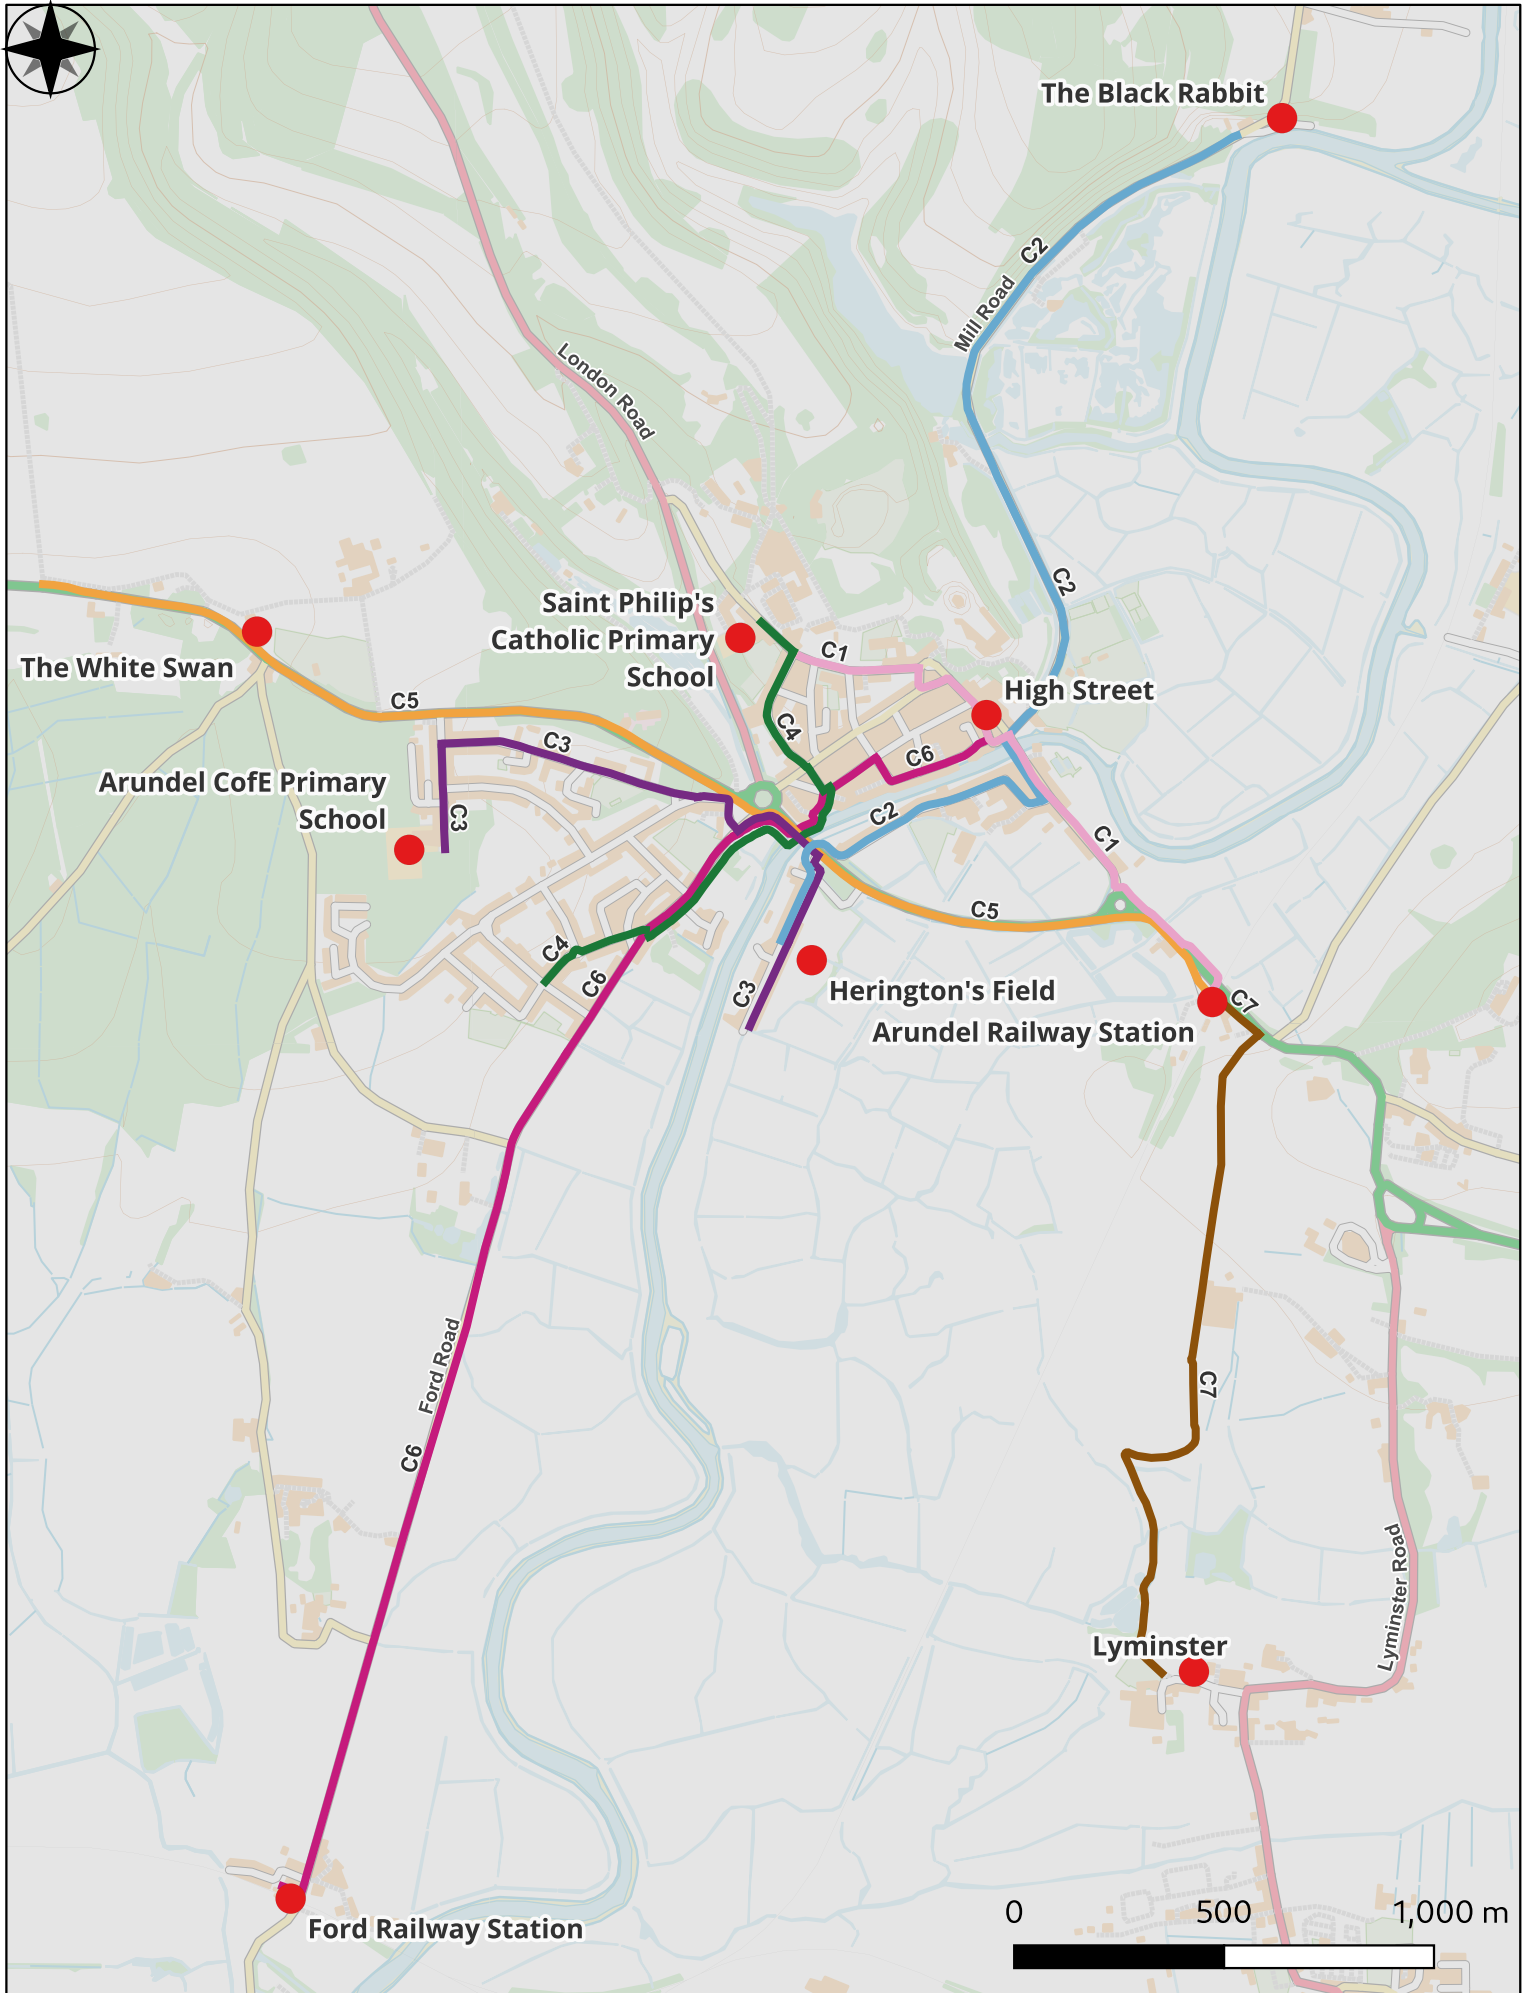 The Black Rabbit
C2
Mill Road
London Road
C2
Saint Philip's
Catholic Primary
School
C1
The White Swan
High Street
C5
C4
C3
C6
Arundel CofE Primary
School
C3
C2
C1
C5
C4
C6
C3
Herington's Field
C7
Arundel Railway Station
Ford Road
C7
C6
Lyminster Road
Lyminster
0 500 1,000 m
Ford Railway Station